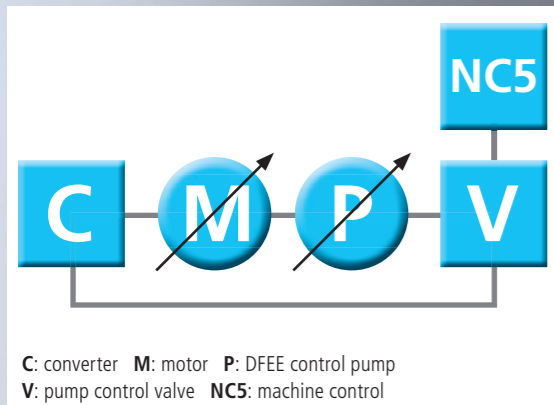 NC5
C M P V
C: converter M: motor P: DFEE control pump
V: pump control valve NC5: machine control